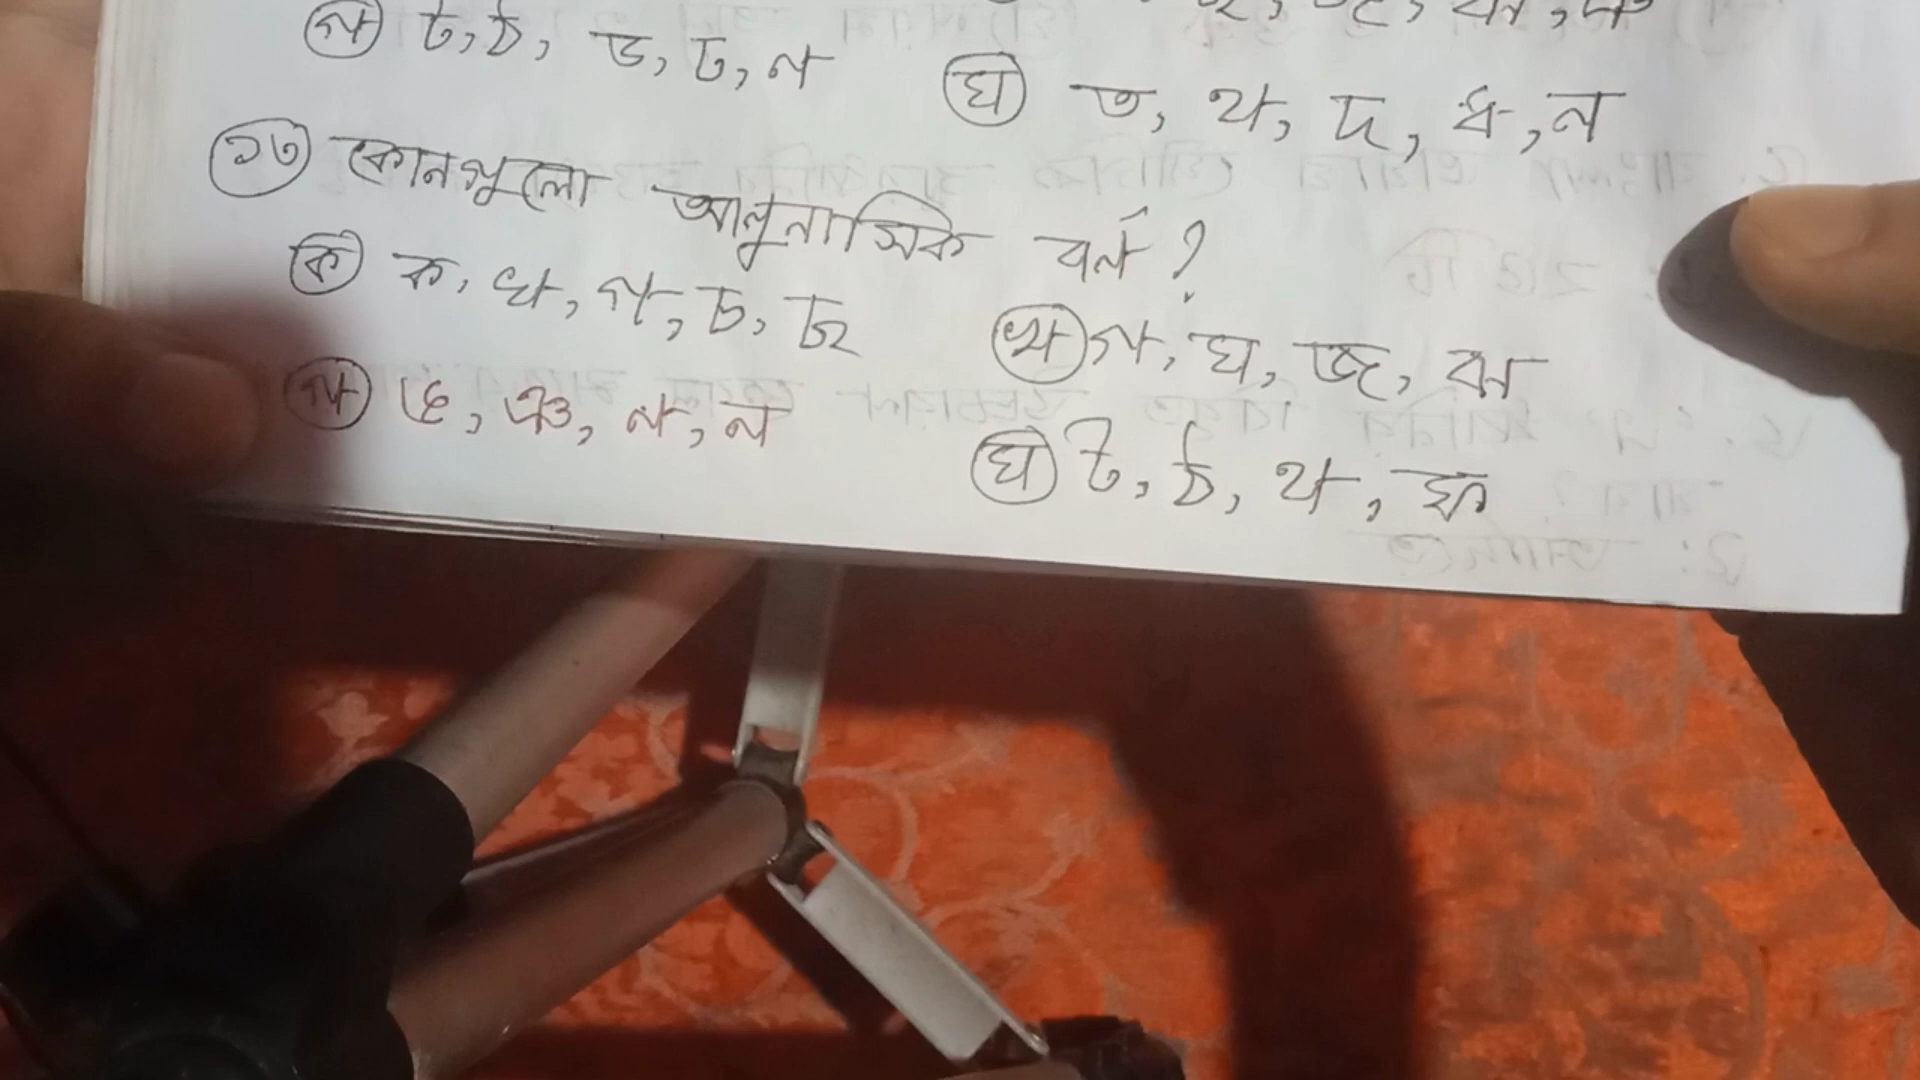 গ ট, ঠ, ড, ঢ, ণ
ঘ ত, থ, দ, ধ, ন
১৩ কোনগুলো আনুনাসিক বর্ণ?
ক ক, খ, গ, চ, ছ
খ গ, ঘ, জ, ঝ
গ ঙ, ঞ, ণ, ন
ঘ ট, ঠ, থ, ফ